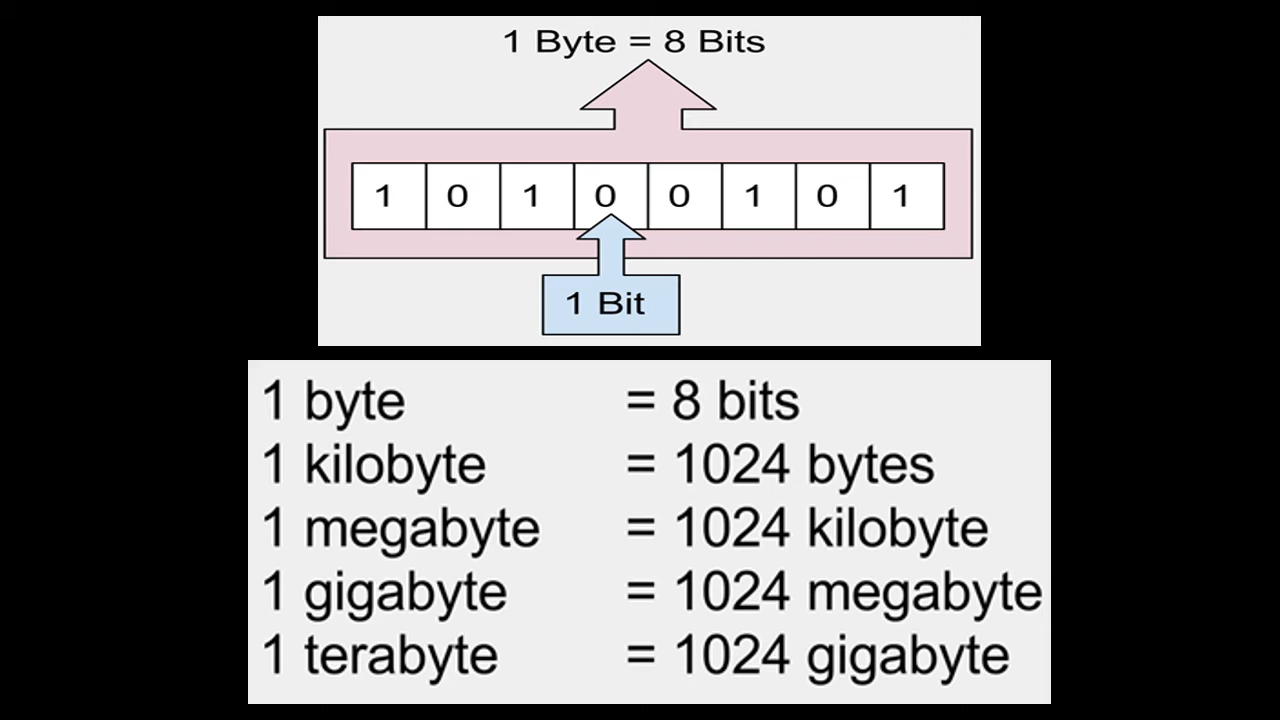 1 Byte = 8 Bits
1 0 1 0 0 1 0 1
1 Bit
1 byte = 8 bits
1 kilobyte = 1024 bytes
1 megabyte = 1024 kilobyte
1 gigabyte = 1024 megabyte
1 terabyte = 1024 gigabyte